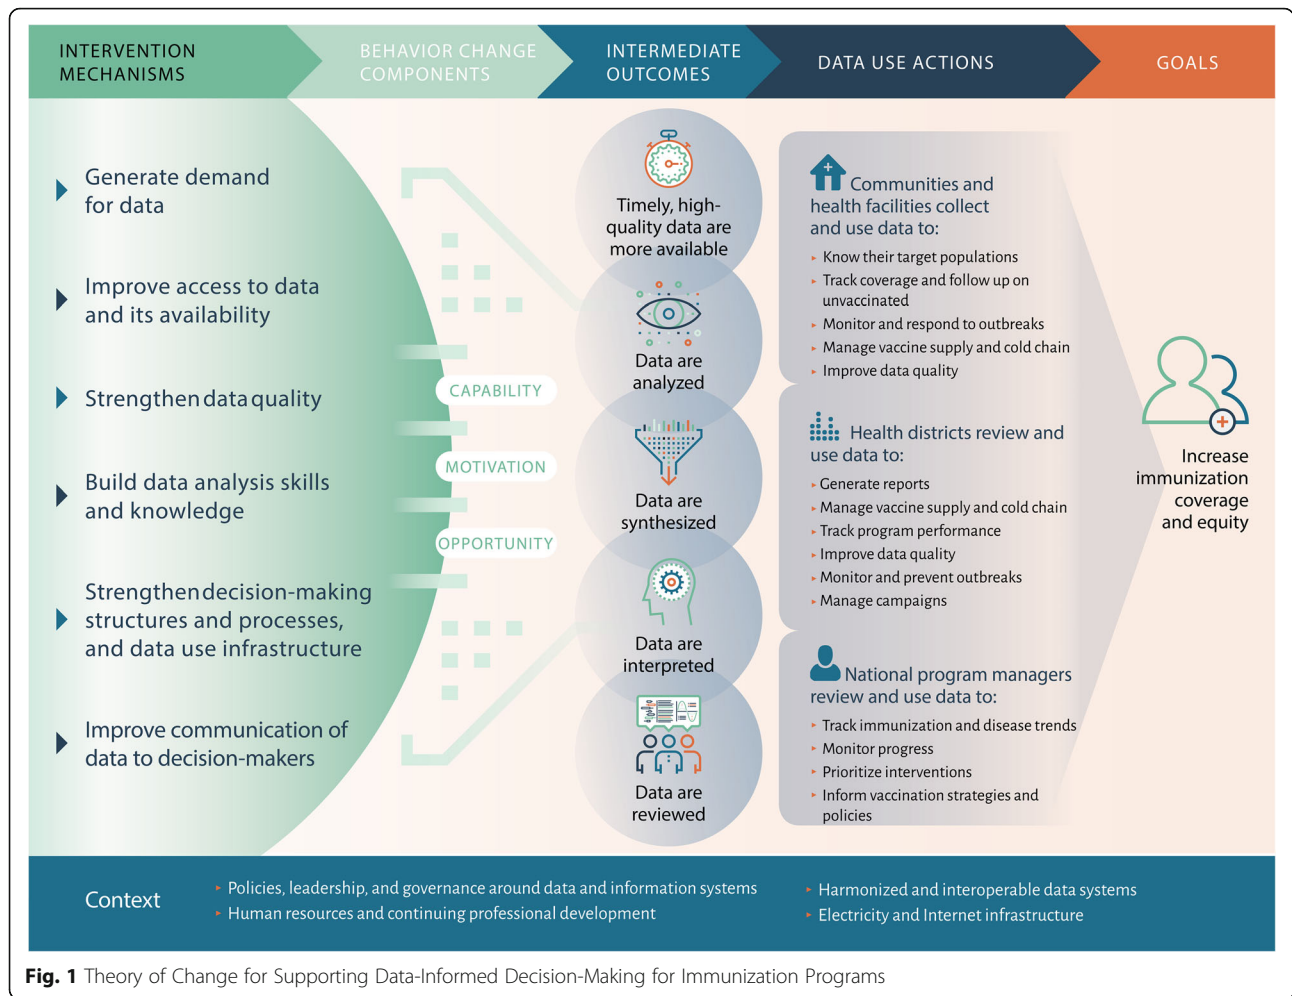 INTERVENTION
MECHANISMS
BEHAVIOR CHANGE
COMPONENTS
INTERMEDIATE
OUTCOMES
DATA USE ACTIONS
GOALS
Generate demand
for data
Improve access to data
and its availability
Strengthen data quality
Build data analysis skills
and knowledge
Strengthen decision-making
structures and processes,
and data use infrastructure
Improve communication of
data to decision-makers
CAPABILITY
MOTIVATION
OPPORTUNITY
Timely, high-
quality data are
more available
Data are
analyzed
Data are
synthesized
Data are
interpreted
Data are
reviewed
Communities and
health facilities collect
and use data to:
Know their target populations
Track coverage and follow up on
unvaccinated
Monitor and respond to outbreaks
Manage vaccine supply and cold chain
Improve data quality
Health districts review and
use data to:
Generate reports
Manage vaccine supply and cold chain
Track program performance
Improve data quality
Monitor and prevent outbreaks
Manage campaigns
National program managers
review and use data to:
Track immunization and disease trends
Monitor progress
Prioritize interventions
Inform vaccination strategies and
policies
Increase
immunization
coverage
and equity
Context
Policies, leadership, and governance around data and information systems
Human resources and continuing professional development
Harmonized and interoperable data systems
Electricity and Internet infrastructure
Fig. 1 Theory of Change for Supporting Data-Informed Decision-Making for Immunization Programs